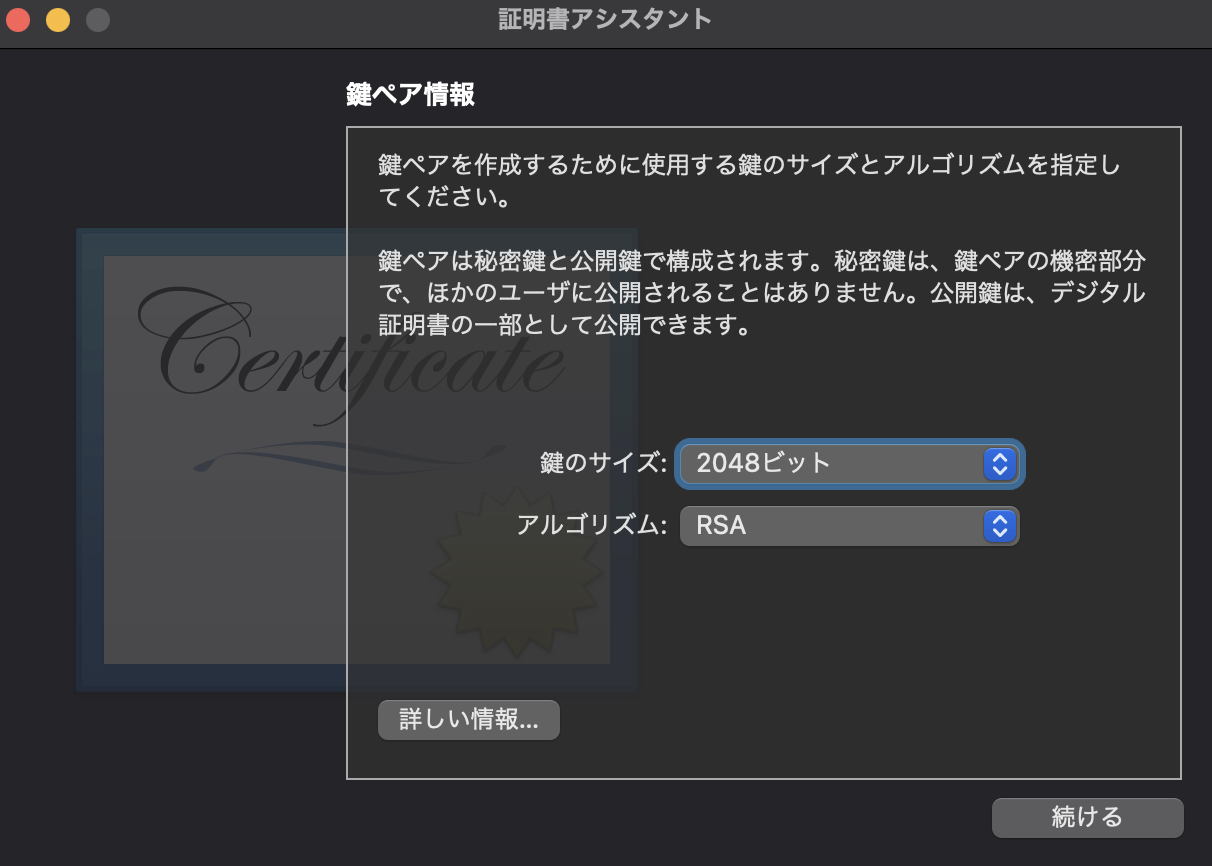 証明書アシスタント
鍵ペア情報
鍵ペアを作成するために使用する鍵のサイズとアルゴリズムを指定し
てください。
鍵ペアは秘密鍵と公開鍵で構成されます。秘密鍵は、鍵ペアの機密部分
で、ほかのユーザに公開されることはありません。公開鍵は、デジタル
証明書の一部として公開できます。
Certificate
鍵のサイズ: 2048ビット
アルゴリズム: RSA
詳しい情報...
続ける